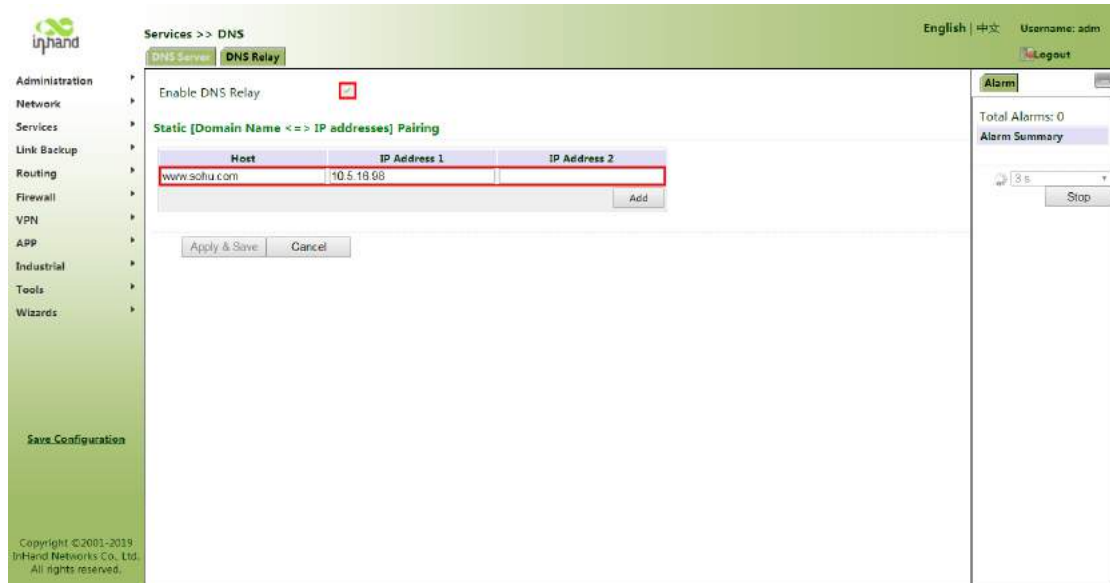 inhand
Services >> DNS
English | 中文 Username: adm
Logout
DNS Server DNS Relay
Administration
Network
Services
Link Backup
Routing
Firewall
VPN
APP
Industrial
Tools
Wizards
Save Configuration
Copyright ©2001-2019
InHand Networks Co., Ltd.
All rights reserved.
Enable DNS Relay
Static [Domain Name <=> IP addresses] Pairing
Host IP Address 1 IP Address 2
www.sohu.com 10.5.16.98
Add
Apply & Save Cancel
Alarm
Total Alarms: 0
Alarm Summary
3 s
Stop